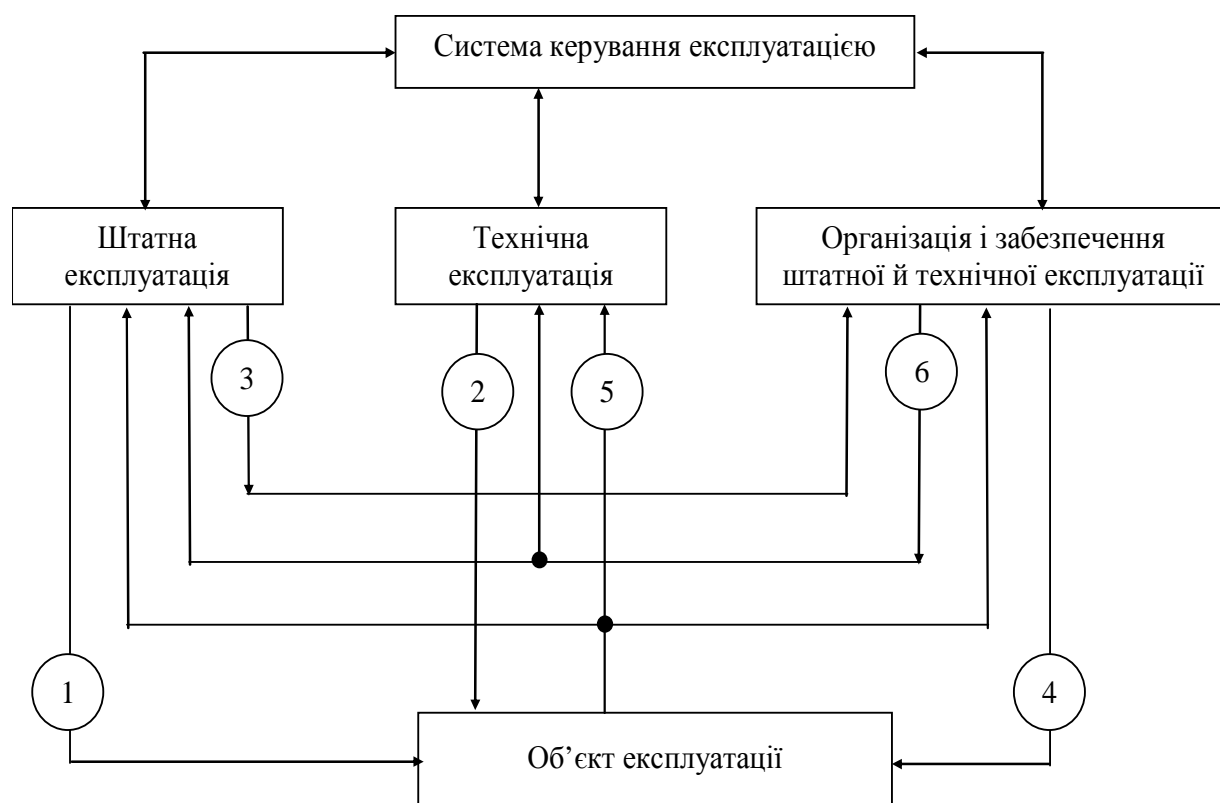 Система керування експлуатацією
Штатна
експлуатація
Технічна
експлуатація
Організація і забезпечення
штатної й технічної експлуатації
3
2
5
6
1
4
Об’єкт експлуатації